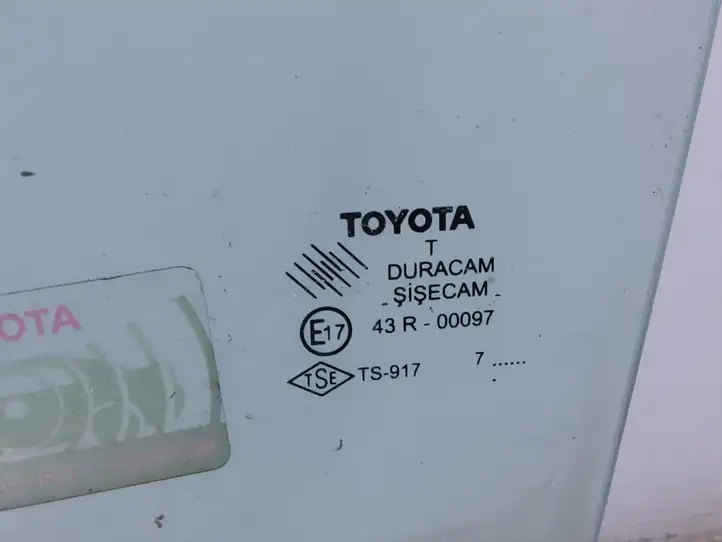 TOYOTA
T
DURACAM
ŞİŞECAM
E17 43 R - 00097
TSE TS-917 7 ......
.
OTA